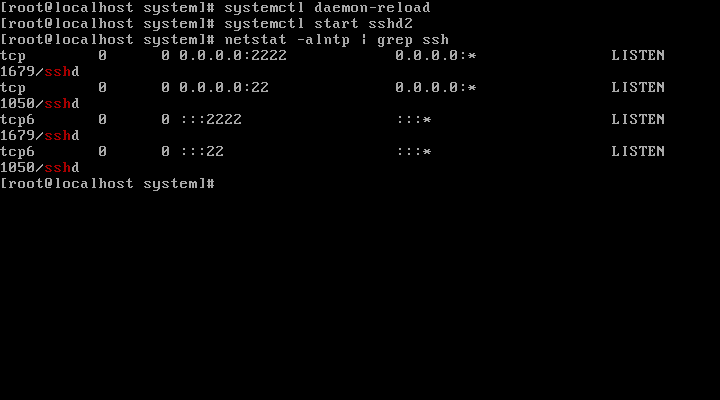 [root@localhost system]# systemctl daemon-reload
[root@localhost system]# systemctl start sshd2
[root@localhost system]# netstat -alntp | grep ssh
tcp        0      0 0.0.0.0:2222            0.0.0.0:*               LISTEN
1679/sshd
tcp        0      0 0.0.0.0:22              0.0.0.0:*               LISTEN
1050/sshd
tcp6       0      0 :::2222                 :::*                    LISTEN
1679/sshd
tcp6       0      0 :::22                   :::*                    LISTEN
1050/sshd
[root@localhost system]#